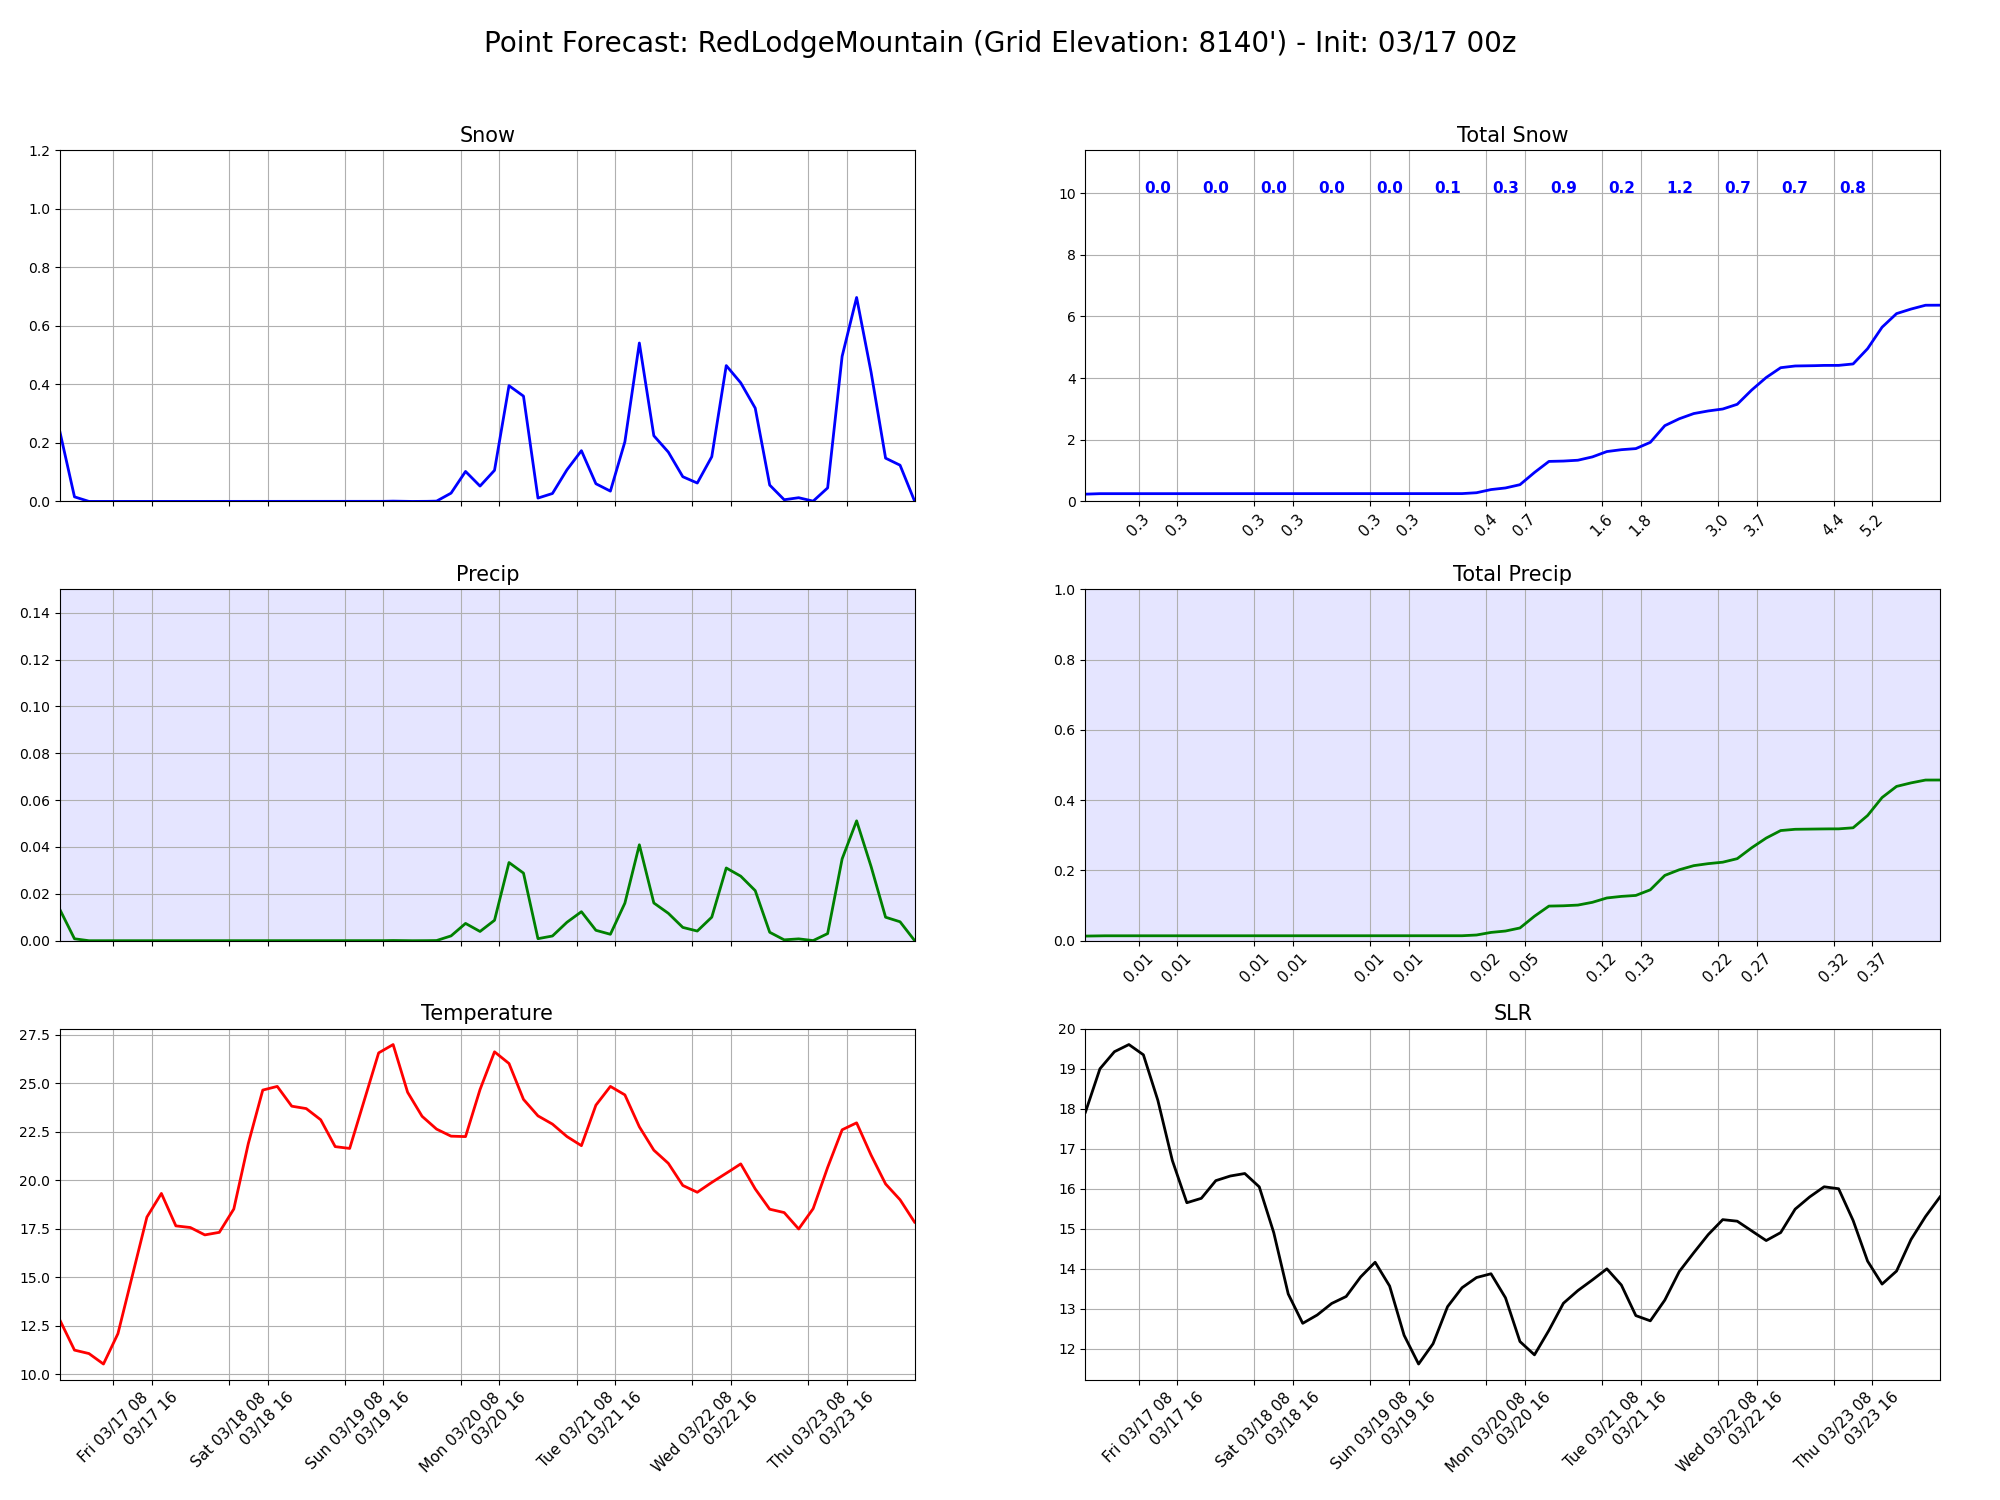 Point Forecast: RedLodgeMountain (Grid Elevation: 8140') - Init: 03/17 00z
Snow
1.2
1.0
0.8
0.6
0.4
0.2
0.0
Total Snow
10
8
6
4
2
0
0.0 0.0 0.0 0.0 0.0 0.1 0.3 0.9 0.2 1.2 0.7 0.7 0.8
0.3 0.3 0.3 0.3 0.3 0.3 0.4 0.7 1.6 1.8 3.0 3.7 4.4 5.2
Precip
0.14
0.12
0.10
0.08
0.06
0.04
0.02
0.00
Total Precip
1.0
0.8
0.6
0.4
0.2
0.0
0.01 0.01 0.01 0.01 0.01 0.01 0.02 0.05 0.12 0.13 0.22 0.27 0.32 0.37
Temperature
27.5
25.0
22.5
20.0
17.5
15.0
12.5
10.0
Fri 03/17 08
03/17 16
Sat 03/18 08
03/18 16
Sun 03/19 08
03/19 16
Mon 03/20 08
03/20 16
Tue 03/21 08
03/21 16
Wed 03/22 08
03/22 16
Thu 03/23 08
03/23 16
SLR
20
19
18
17
16
15
14
13
12
Fri 03/17 08
03/17 16
Sat 03/18 08
03/18 16
Sun 03/19 08
03/19 16
Mon 03/20 08
03/20 16
Tue 03/21 08
03/21 16
Wed 03/22 08
03/22 16
Thu 03/23 08
03/23 16